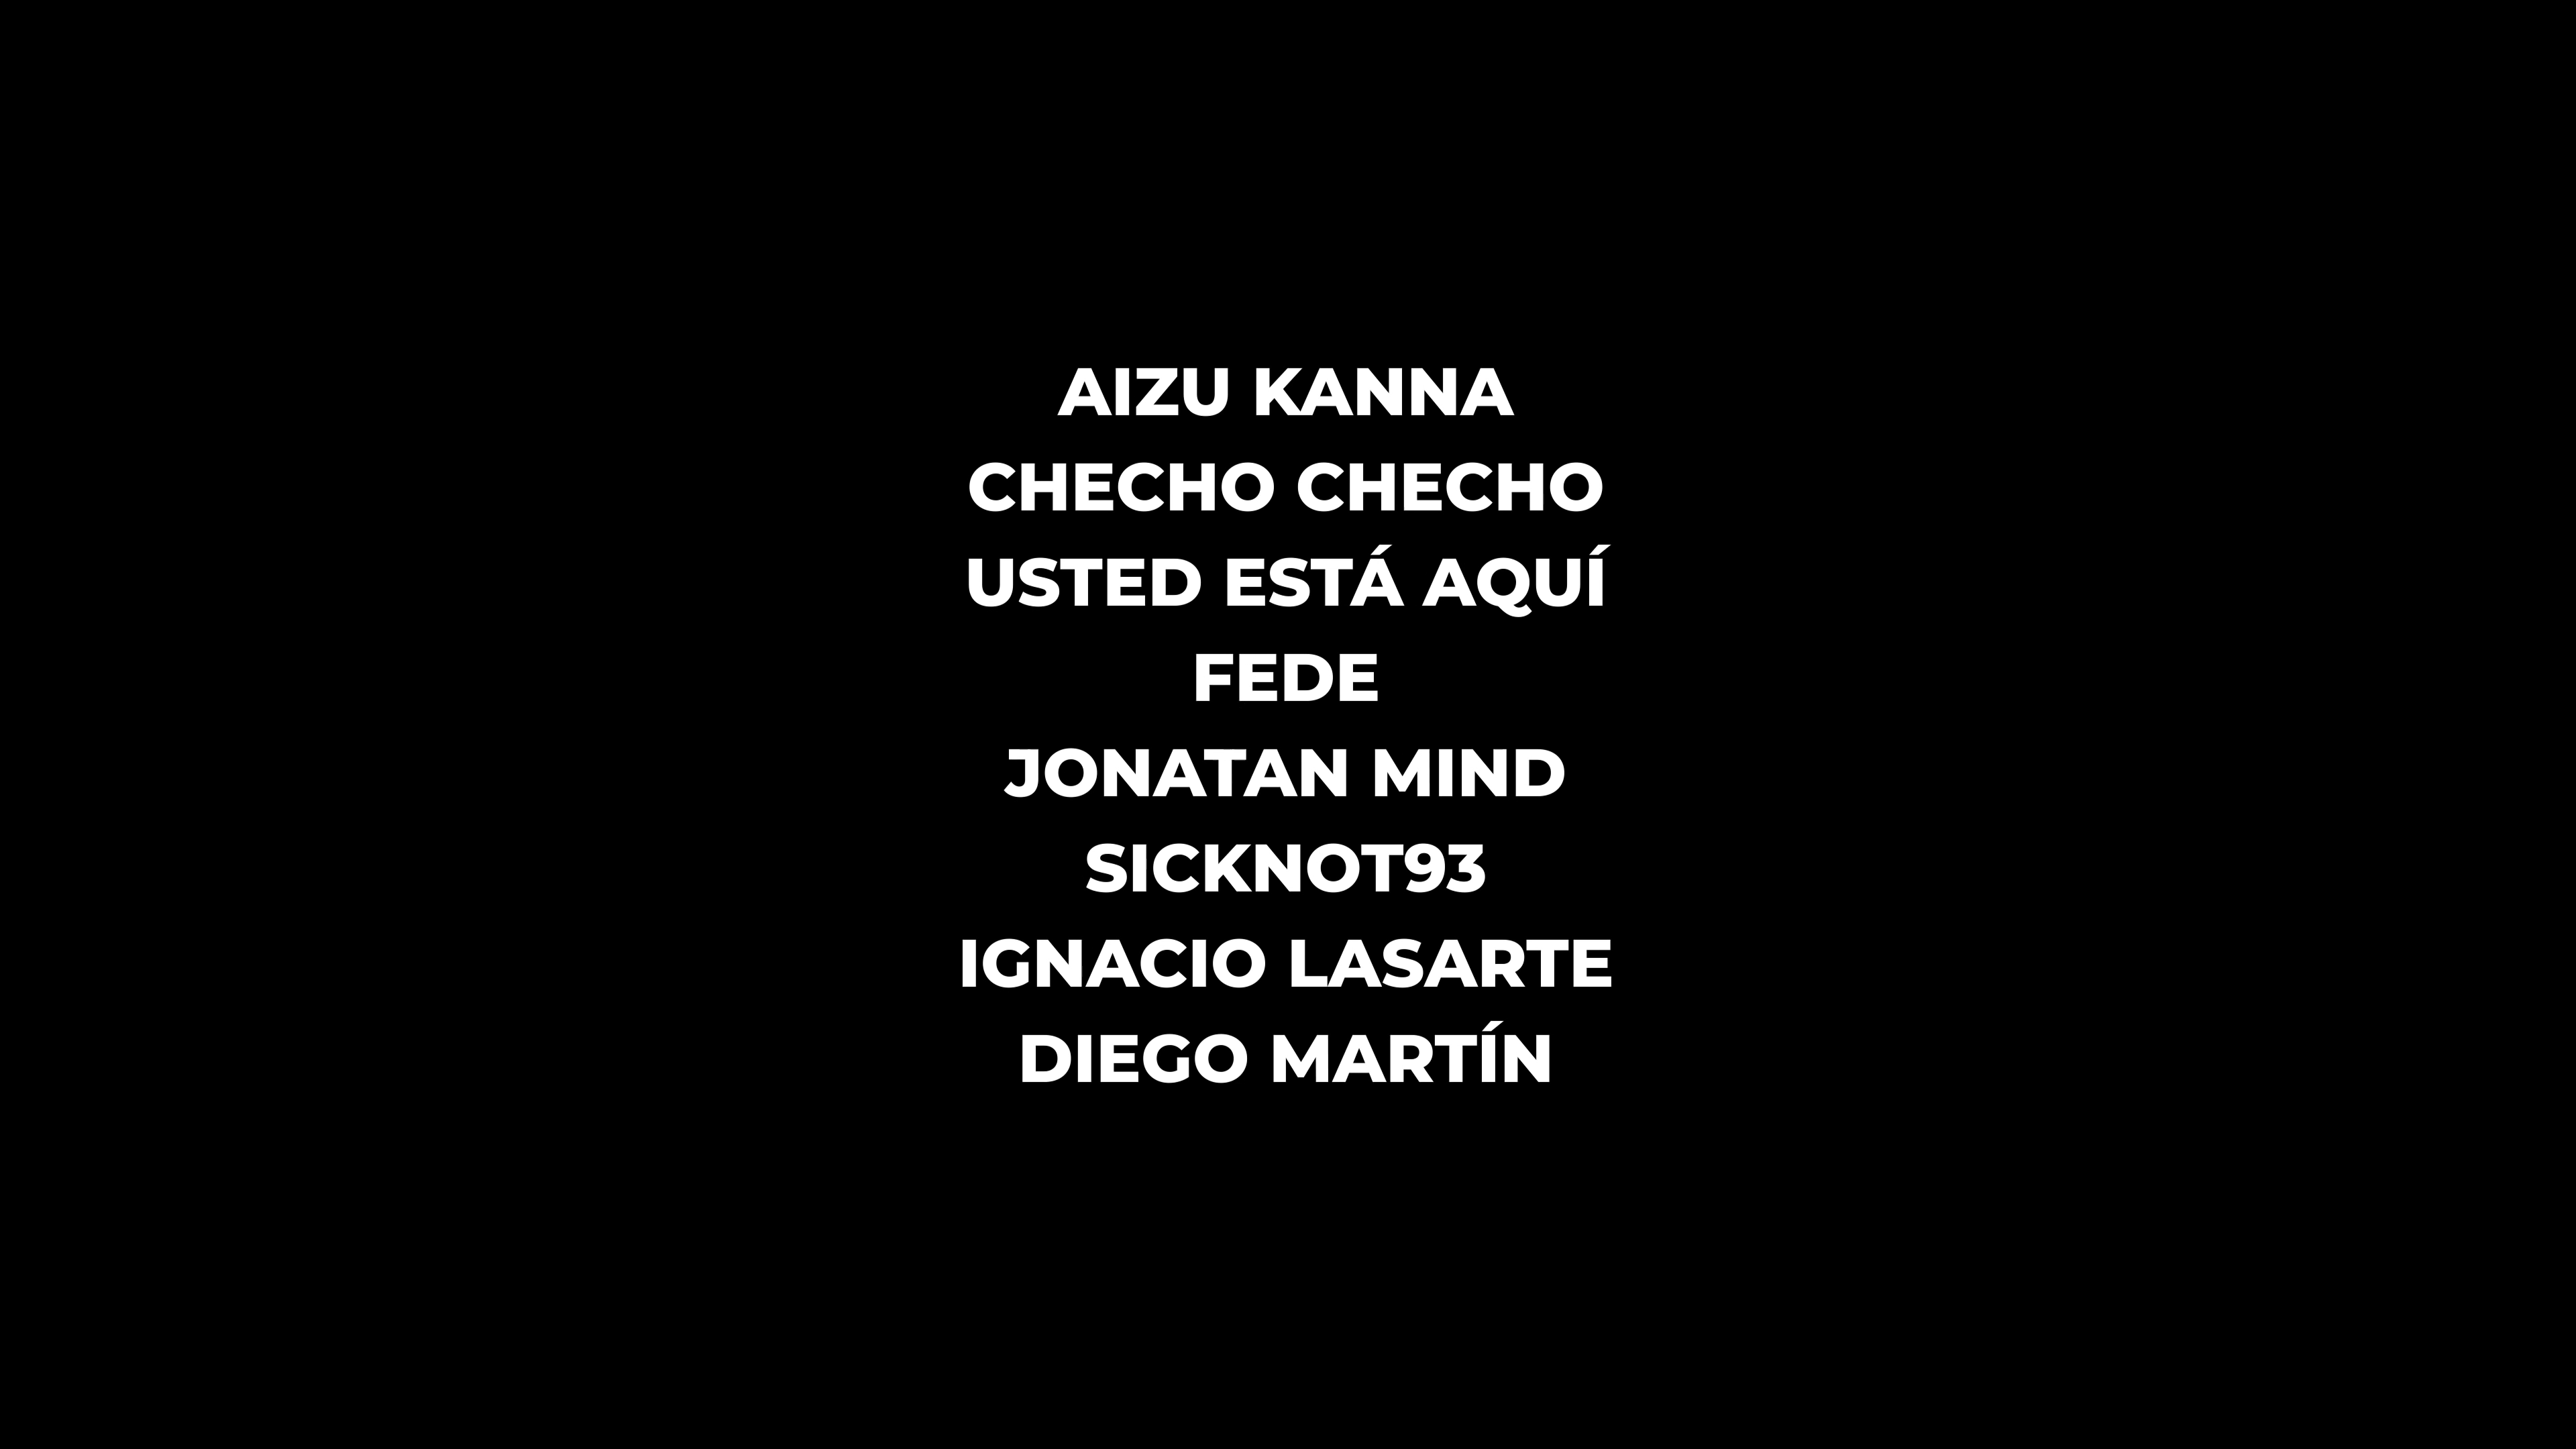 AIZU KANNA
CHECHO CHECHO
USTED ESTÁ AQUÍ
FEDE
JONATAN MIND
SICKNOT93
IGNACIO LASARTE
DIEGO MARTÍN